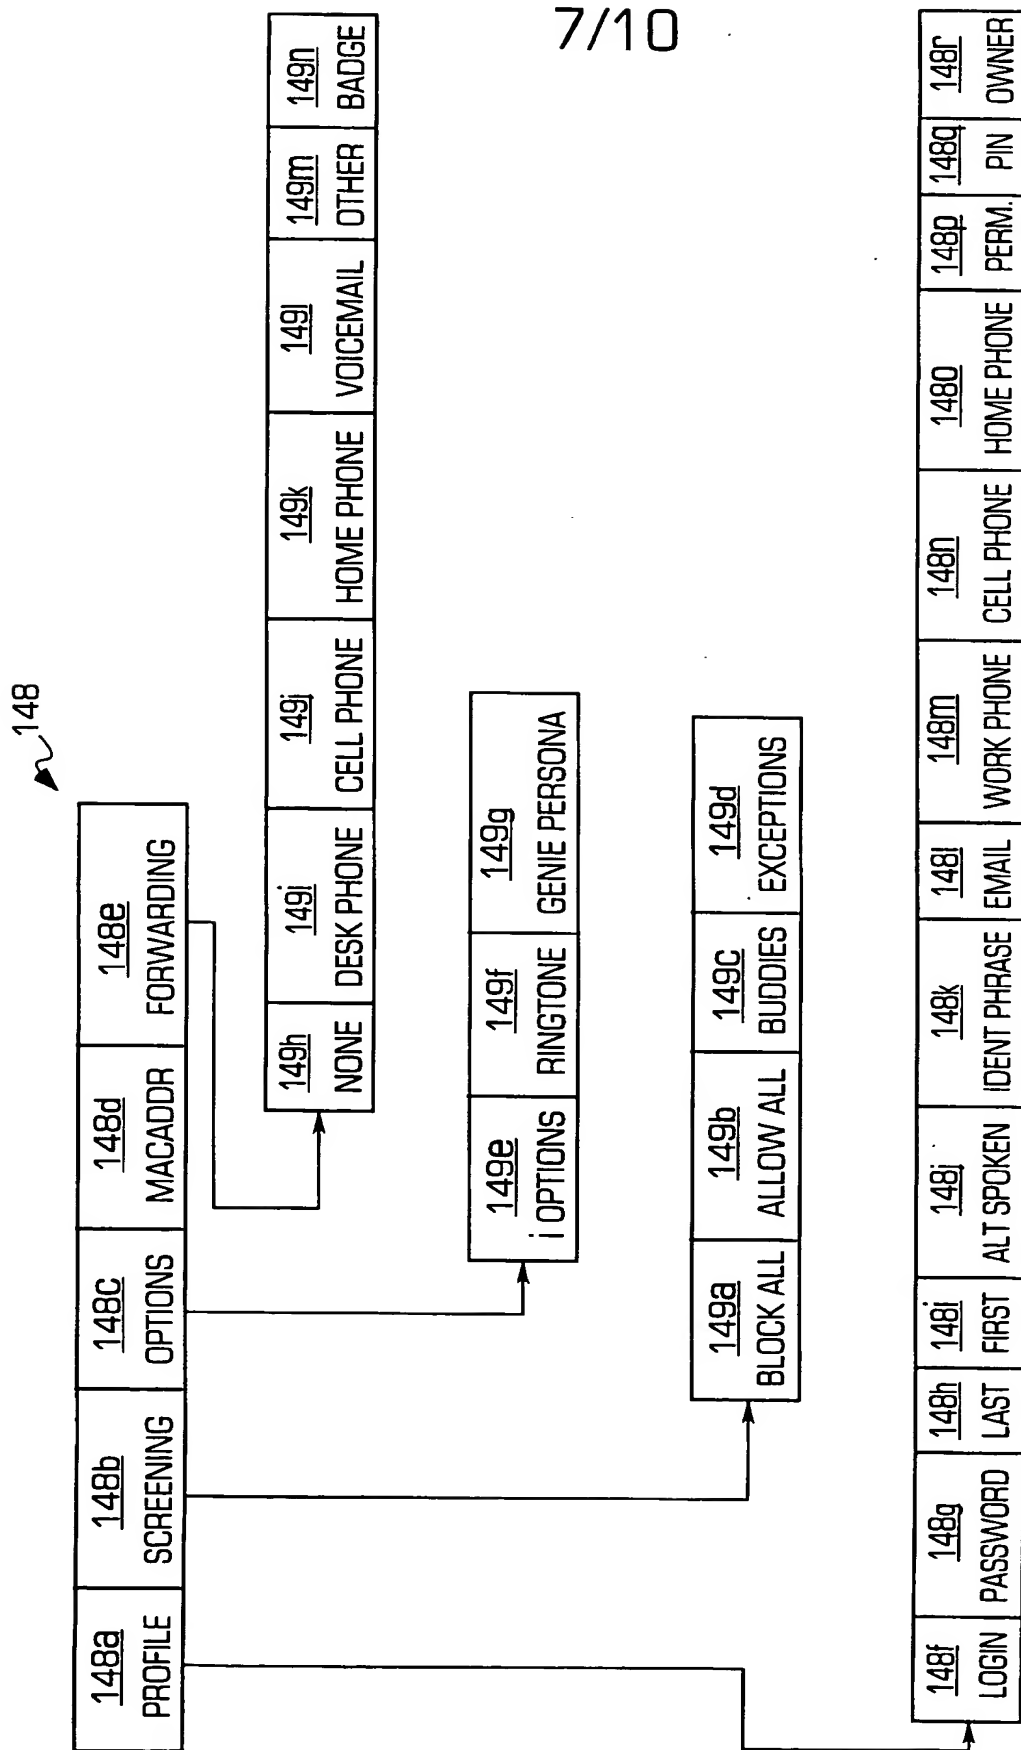 7/10
148
148a 148b 148c 148d 148e
PROFILE SCREENING OPTIONS MACADDR FORWARDING
149h 149i 149j 149k 149l 149m 149n
NONE DESK PHONE CELL PHONE HOME PHONE VOICEMAIL OTHER BADGE
149e 149f 149g
i OPTIONS RINGTONE GENIE PERSONA
149a 149b 149c 149d
BLOCK ALL ALLOW ALL BUDDIES EXCEPTIONS
148f 148g 148h 148i 148j 148k 148l 148m 148n 148o 148p 148q 148r
LOGIN PASSWORD LAST FIRST ALT SPOKEN IDENT PHRASE EMAIL WORK PHONE CELL PHONE HOME PHONE PERM. PIN OWNER